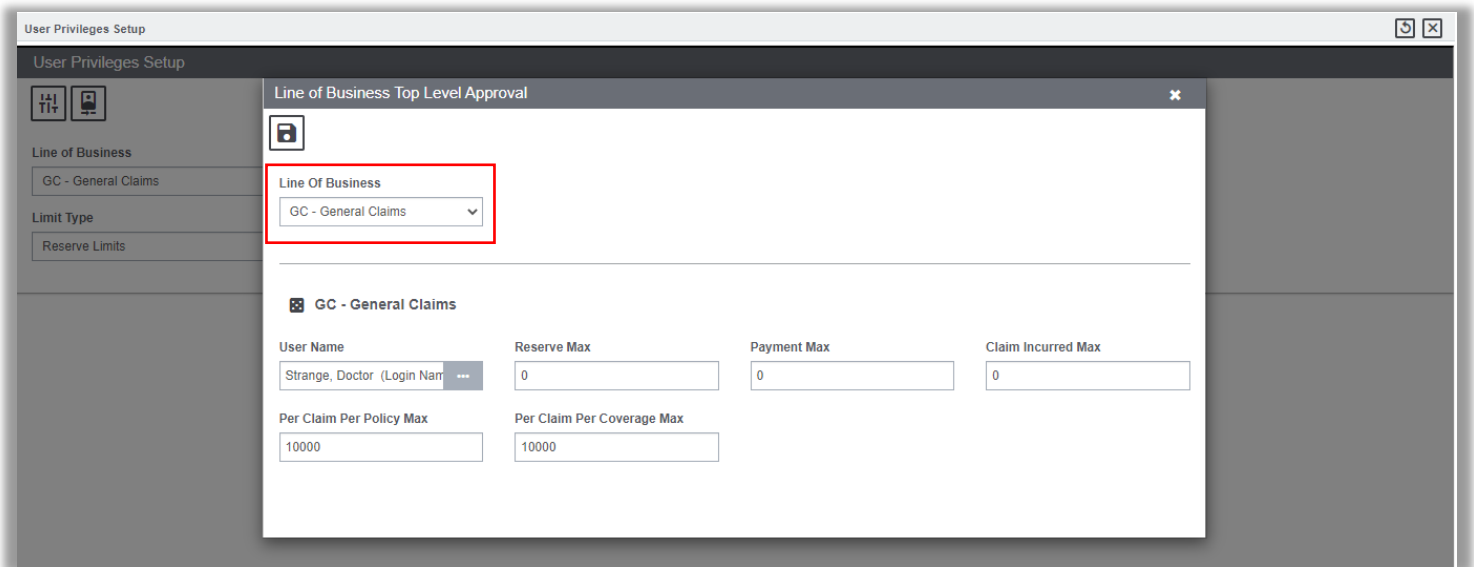 User Privileges Setup
User Privileges Setup
Line of Business
GC - General Claims
Limit Type
Reserve Limits
Line of Business Top Level Approval
Line Of Business
GC - General Claims
GC - General Claims
User Name Reserve Max Payment Max Claim Incurred Max
Strange, Doctor (Login Nam ... 0 0 0
Per Claim Per Policy Max Per Claim Per Coverage Max
10000 10000